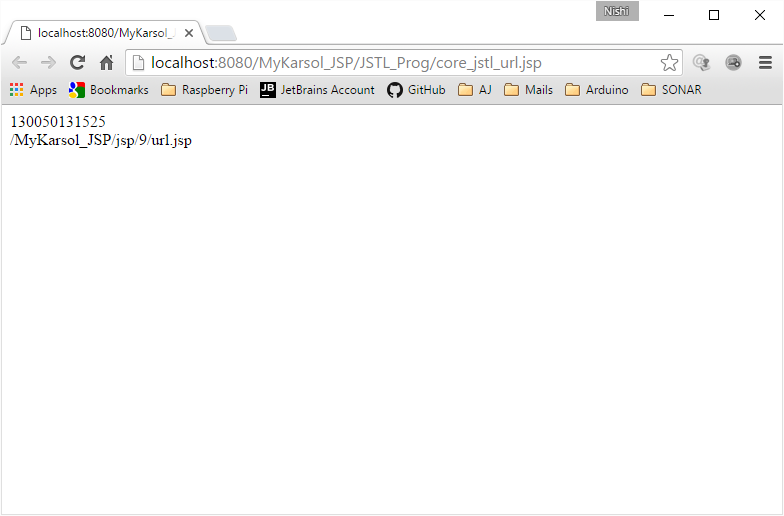 Nishi
localhost:8080/MyKarsol_J
localhost:8080/MyKarsol_JSP/JSTL_Prog/core_jstl_url.jsp
Apps Bookmarks Raspberry Pi JB JetBrains Account GitHub AJ Mails Arduino SONAR
130050131525
/MyKarsol_JSP/jsp/9/url.jsp